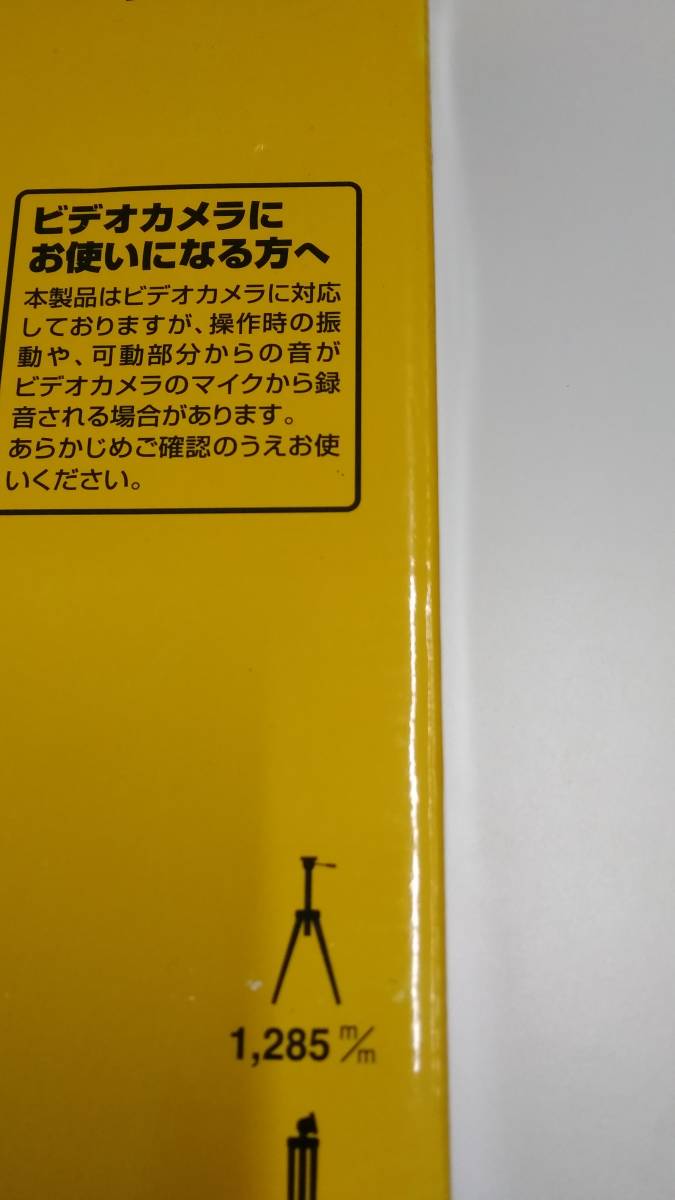 ビデオカメラに
お使いになる方へ
本製品はビデオカメラに対応
しておりますが、操作時の振
動や、可動部分からの音が
ビデオカメラのマイクから録
音される場合があります。
あらかじめご確認のうえお使
いください。
1,285 m/m